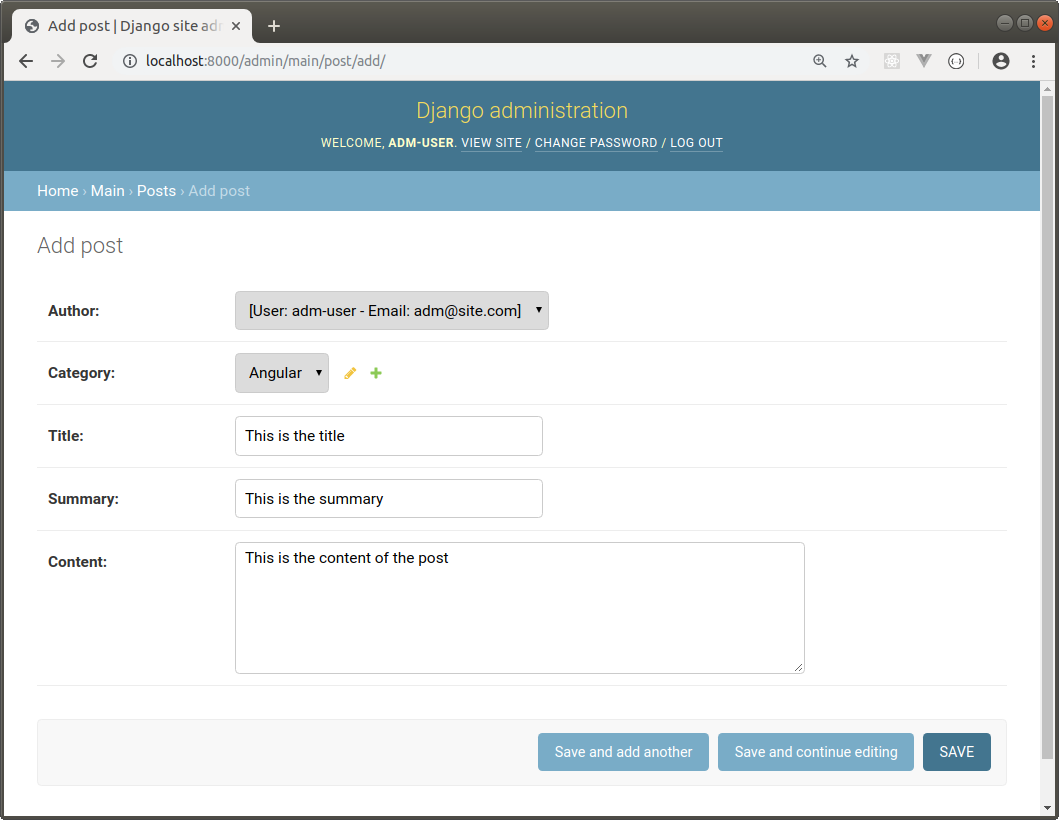 Add post | Django site adm
localhost:8000/admin/main/post/add/
Django administration
WELCOME, ADM-USER. VIEW SITE / CHANGE PASSWORD / LOG OUT
Home › Main › Posts › Add post
Add post
Author: [User: adm-user - Email: adm@site.com]
Category: Angular
Title: This is the title
Summary: This is the summary
Content: This is the content of the post
Save and add another Save and continue editing SAVE